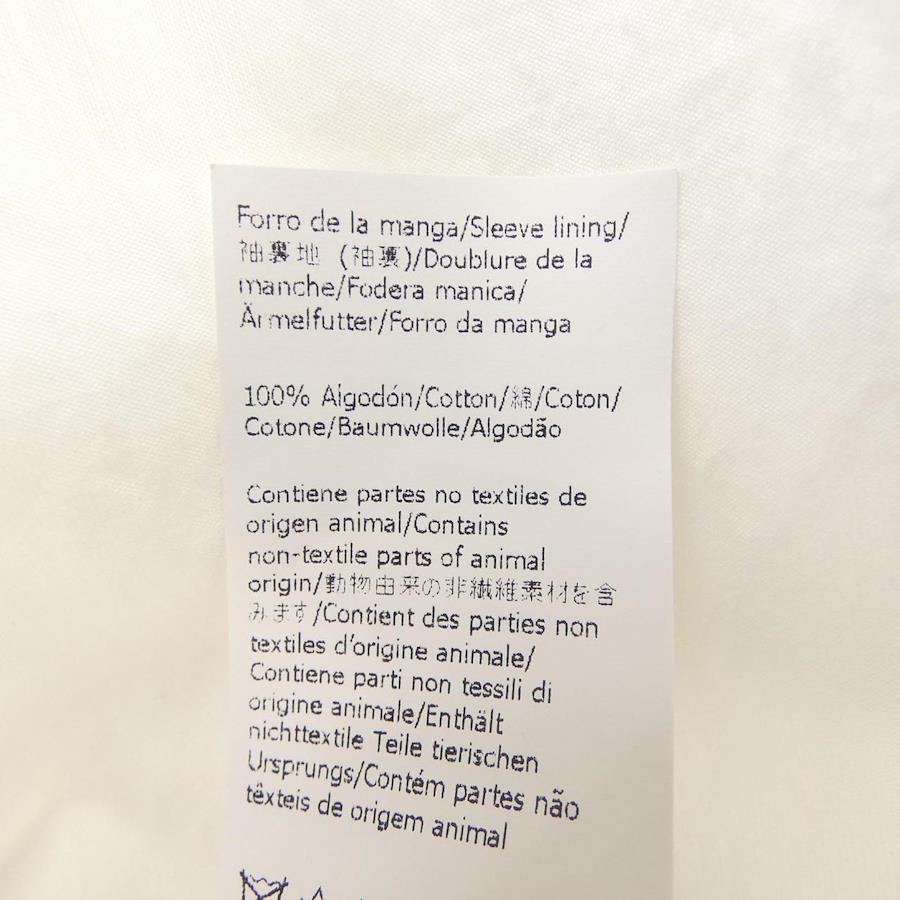 Forro de la manga/Sleeve lining/
袖裏地 (袖裏)/Doublure de la
manche/Fodera manica/
Ärmelfutter/Forro da manga
100% Algodón/Cotton/綿/Coton/
Cotone/Baumwolle/Algodão
Contiene partes no textiles de
origen animal/Contains
non-textile parts of animal
origin/動物由来の非繊維素材を含
みます/Contient des parties non
textiles d'origine animale/
Contiene parti non tessili di
origine animale/Enthält
nichttextile Teile tierischen
Ursprungs/Contém partes não
têxteis de origem animal